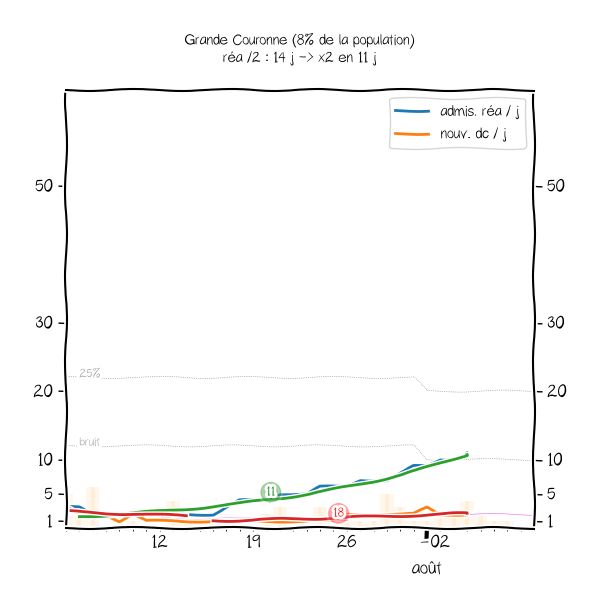 Grande Couronne (8% de la population)
réa /2 : 14 j -> x2 en 11 j
admis. réa / j
nouv. dc / j
50 50
30 30
25%
20 20
bruit
10 10
5 5
11
18
1 1
12 19 26 02
août